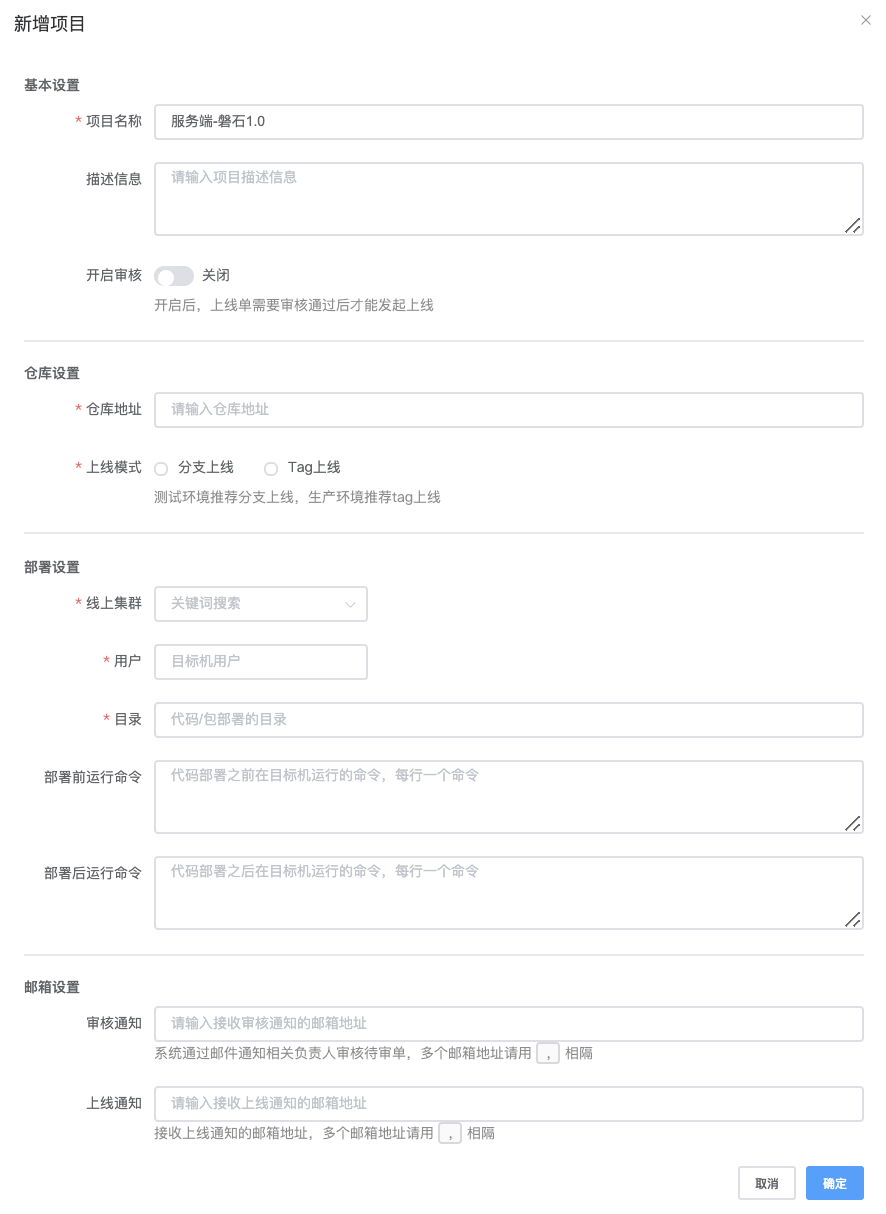 新增项目
基本设置
* 项目名称 服务端-磐石1.0
描述信息 请输入项目描述信息
开启审核 关闭
开启后，上线单需要审核通过后才能发起上线
仓库设置
* 仓库地址 请输入仓库地址
* 上线模式 分支上线 Tag上线
测试环境推荐分支上线，生产环境推荐tag上线
部署设置
* 线上集群 关键词搜索
* 用户 目标机用户
* 目录 代码/包部署的目录
部署前运行命令 代码部署之前在目标机运行的命令，每行一个命令
部署后运行命令 代码部署之后在目标机运行的命令，每行一个命令
邮箱设置
审核通知 请输入接收审核通知的邮箱地址
系统通过邮件通知相关负责人审核待审单，多个邮箱地址请用 , 相隔
上线通知 请输入接收上线通知的邮箱地址
接收上线通知的邮箱地址，多个邮箱地址请用 , 相隔
取消 确定